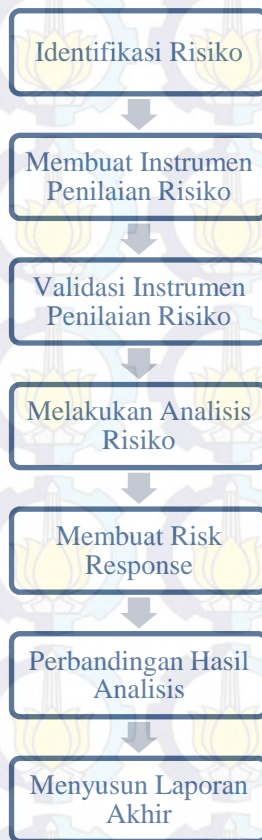 Identifikasi Risiko
Membuat Instrumen
Penilaian Risiko
Validasi Instrumen
Penilaian Risiko
Melakukan Analisis
Risiko
Membuat Risk
Response
Perbandingan Hasil
Analisis
Menyusun Laporan
Akhir